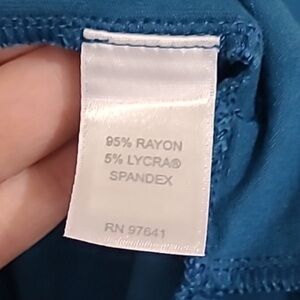 95% RAYON
5% LYCRA®
SPANDEX
RN 97641